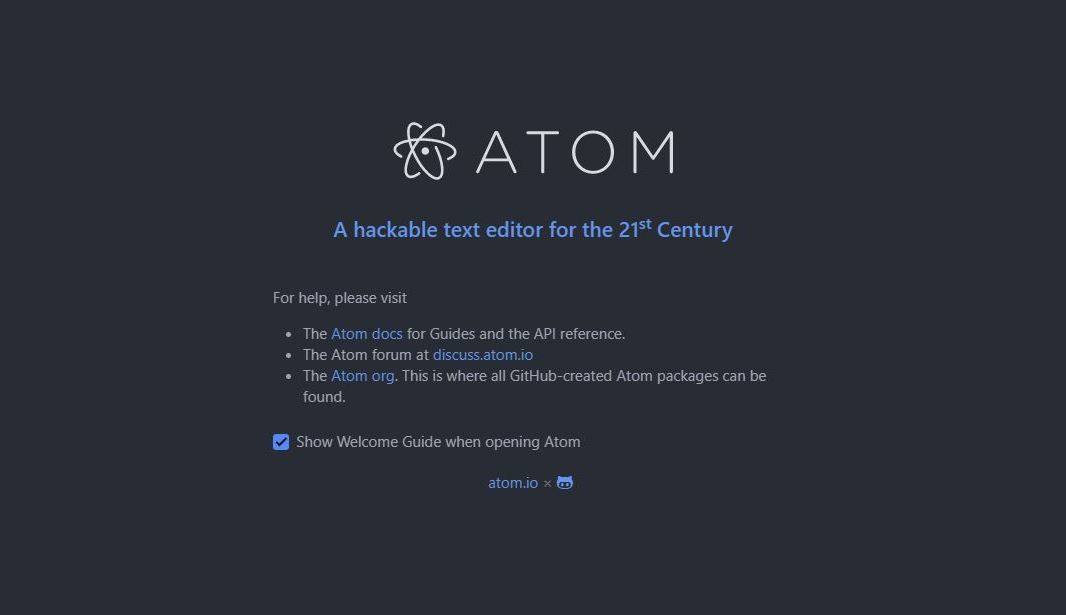 ATOM
A hackable text editor for the 21st Century
For help, please visit
The Atom docs for Guides and the API reference.
The Atom forum at discuss.atom.io
The Atom org. This is where all GitHub-created Atom packages can be
found.
Show Welcome Guide when opening Atom
atom.io ×